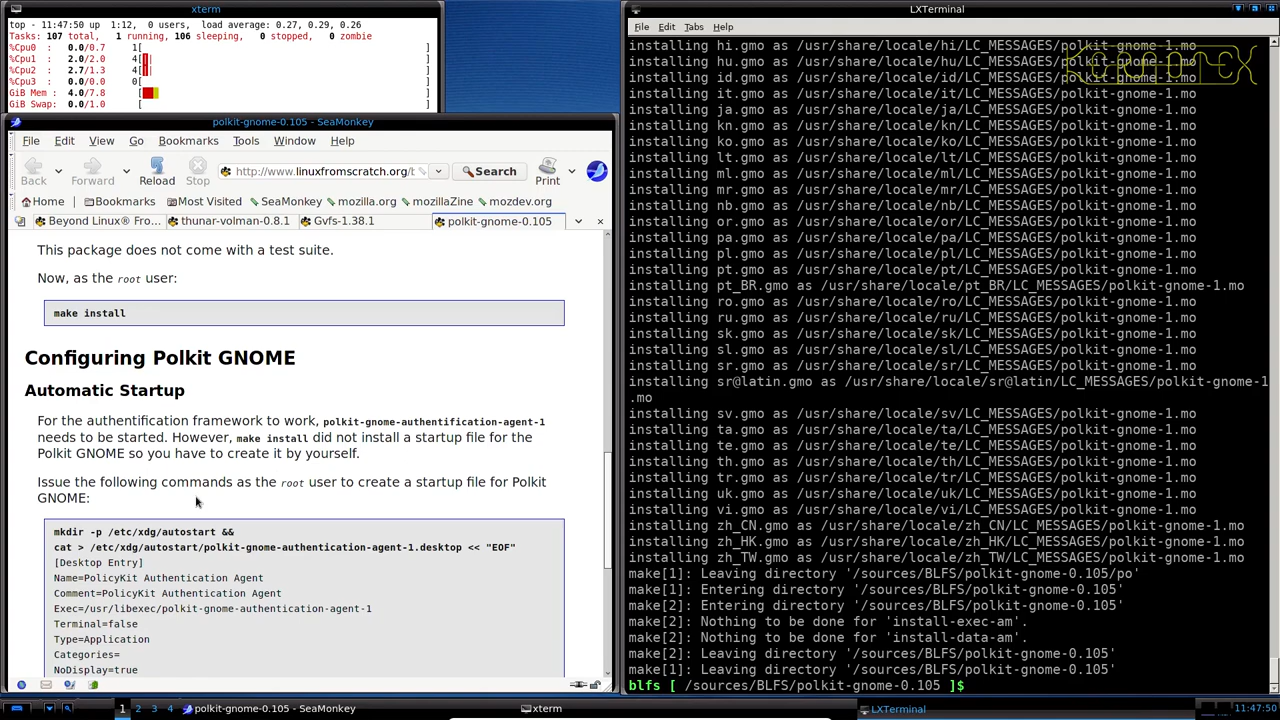 xterm
top - 11:47:50 up  1:12,  0 users,  load average: 0.27, 0.29, 0.26
Tasks: 107 total,   1 running, 106 sleeping,   0 stopped,   0 zombie
%Cpu0  :   0.0/0.7     1[
%Cpu1  :   2.0/2.0     4[
%Cpu2  :   2.7/1.3     4[
%Cpu3  :   0.0/0.0     0[
GiB Mem :  4.0/7.8      [
GiB Swap:  0.0/1.0      [
polkit-gnome-0.105 - SeaMonkey
File Edit View Go Bookmarks Tools Window Help
Back Forward Reload Stop http://www.linuxfromscratch.org/ Search Print
Home Bookmarks Most Visited SeaMonkey mozilla.org mozillaZine mozdev.org
Beyond Linux® Fro... thunar-volman-0.8.1 Gvfs-1.38.1 polkit-gnome-0.105
This package does not come with a test suite.
Now, as the root user:
make install
Configuring Polkit GNOME
Automatic Startup
For the authentification framework to work, polkit-gnome-authentification-agent-1
needs to be started. However, make install did not install a startup file for the
Polkit GNOME so you have to create it by yourself.
Issue the following commands as the root user to create a startup file for Polkit
GNOME:
mkdir -p /etc/xdg/autostart &&
cat > /etc/xdg/autostart/polkit-gnome-authentication-agent-1.desktop << "EOF"
[Desktop Entry]
Name=PolicyKit Authentication Agent
Comment=PolicyKit Authentication Agent
Exec=/usr/libexec/polkit-gnome-authentication-agent-1
Terminal=false
Type=Application
Categories=
NoDisplay=true
LXTerminal
File Edit Tabs Help
installing hi.gmo as /usr/share/locale/hi/LC_MESSAGES/polkit-gnome-1.mo
installing hu.gmo as /usr/share/locale/hu/LC_MESSAGES/polkit-gnome-1.mo
installing id.gmo as /usr/share/locale/id/LC_MESSAGES/polkit-gnome-1.mo
installing it.gmo as /usr/share/locale/it/LC_MESSAGES/polkit-gnome-1.mo
installing ja.gmo as /usr/share/locale/ja/LC_MESSAGES/polkit-gnome-1.mo
installing kn.gmo as /usr/share/locale/kn/LC_MESSAGES/polkit-gnome-1.mo
installing ko.gmo as /usr/share/locale/ko/LC_MESSAGES/polkit-gnome-1.mo
installing lt.gmo as /usr/share/locale/lt/LC_MESSAGES/polkit-gnome-1.mo
installing ml.gmo as /usr/share/locale/ml/LC_MESSAGES/polkit-gnome-1.mo
installing mr.gmo as /usr/share/locale/mr/LC_MESSAGES/polkit-gnome-1.mo
installing nb.gmo as /usr/share/locale/nb/LC_MESSAGES/polkit-gnome-1.mo
installing or.gmo as /usr/share/locale/or/LC_MESSAGES/polkit-gnome-1.mo
installing pa.gmo as /usr/share/locale/pa/LC_MESSAGES/polkit-gnome-1.mo
installing pl.gmo as /usr/share/locale/pl/LC_MESSAGES/polkit-gnome-1.mo
installing pt.gmo as /usr/share/locale/pt/LC_MESSAGES/polkit-gnome-1.mo
installing pt_BR.gmo as /usr/share/locale/pt_BR/LC_MESSAGES/polkit-gnome-1.mo
installing ro.gmo as /usr/share/locale/ro/LC_MESSAGES/polkit-gnome-1.mo
installing ru.gmo as /usr/share/locale/ru/LC_MESSAGES/polkit-gnome-1.mo
installing sk.gmo as /usr/share/locale/sk/LC_MESSAGES/polkit-gnome-1.mo
installing sl.gmo as /usr/share/locale/sl/LC_MESSAGES/polkit-gnome-1.mo
installing sr.gmo as /usr/share/locale/sr/LC_MESSAGES/polkit-gnome-1.mo
installing sr@latin.gmo as /usr/share/locale/sr@latin/LC_MESSAGES/polkit-gnome-1
.mo
installing sv.gmo as /usr/share/locale/sv/LC_MESSAGES/polkit-gnome-1.mo
installing ta.gmo as /usr/share/locale/ta/LC_MESSAGES/polkit-gnome-1.mo
installing te.gmo as /usr/share/locale/te/LC_MESSAGES/polkit-gnome-1.mo
installing th.gmo as /usr/share/locale/th/LC_MESSAGES/polkit-gnome-1.mo
installing tr.gmo as /usr/share/locale/tr/LC_MESSAGES/polkit-gnome-1.mo
installing uk.gmo as /usr/share/locale/uk/LC_MESSAGES/polkit-gnome-1.mo
installing vi.gmo as /usr/share/locale/vi/LC_MESSAGES/polkit-gnome-1.mo
installing zh_CN.gmo as /usr/share/locale/zh_CN/LC_MESSAGES/polkit-gnome-1.mo
installing zh_HK.gmo as /usr/share/locale/zh_HK/LC_MESSAGES/polkit-gnome-1.mo
installing zh_TW.gmo as /usr/share/locale/zh_TW/LC_MESSAGES/polkit-gnome-1.mo
make[1]: Leaving directory '/sources/BLFS/polkit-gnome-0.105/po'
make[1]: Entering directory '/sources/BLFS/polkit-gnome-0.105'
make[2]: Entering directory '/sources/BLFS/polkit-gnome-0.105'
make[2]: Nothing to be done for 'install-exec-am'.
make[2]: Nothing to be done for 'install-data-am'.
make[2]: Leaving directory '/sources/BLFS/polkit-gnome-0.105'
make[1]: Leaving directory '/sources/BLFS/polkit-gnome-0.105'
blfs [ /sources/BLFS/polkit-gnome-0.105 ]$
1 2 3 4 polkit-gnome-0.105 - SeaMonkey xterm LXTerminal 11:47:50